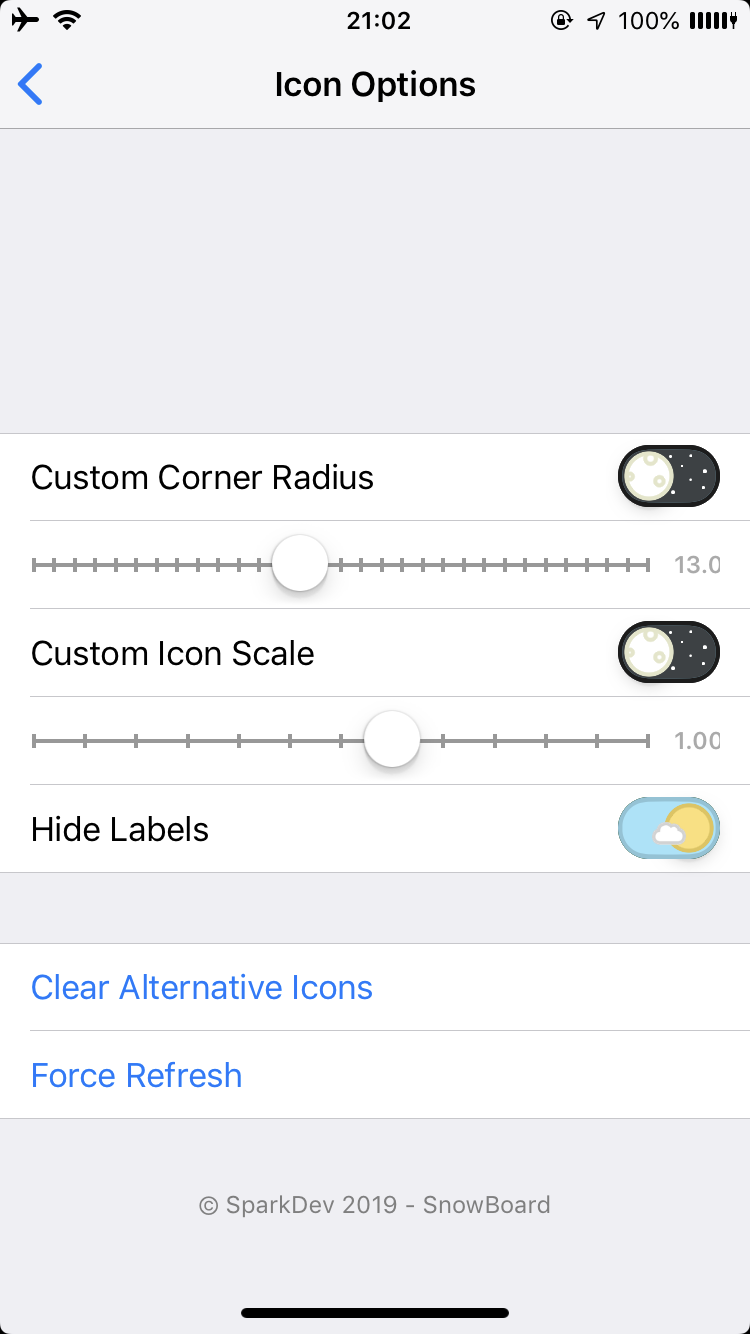 21:02
100%
Icon Options
Custom Corner Radius
13.0
Custom Icon Scale
1.00
Hide Labels
Clear Alternative Icons
Force Refresh
© SparkDev 2019 - SnowBoard